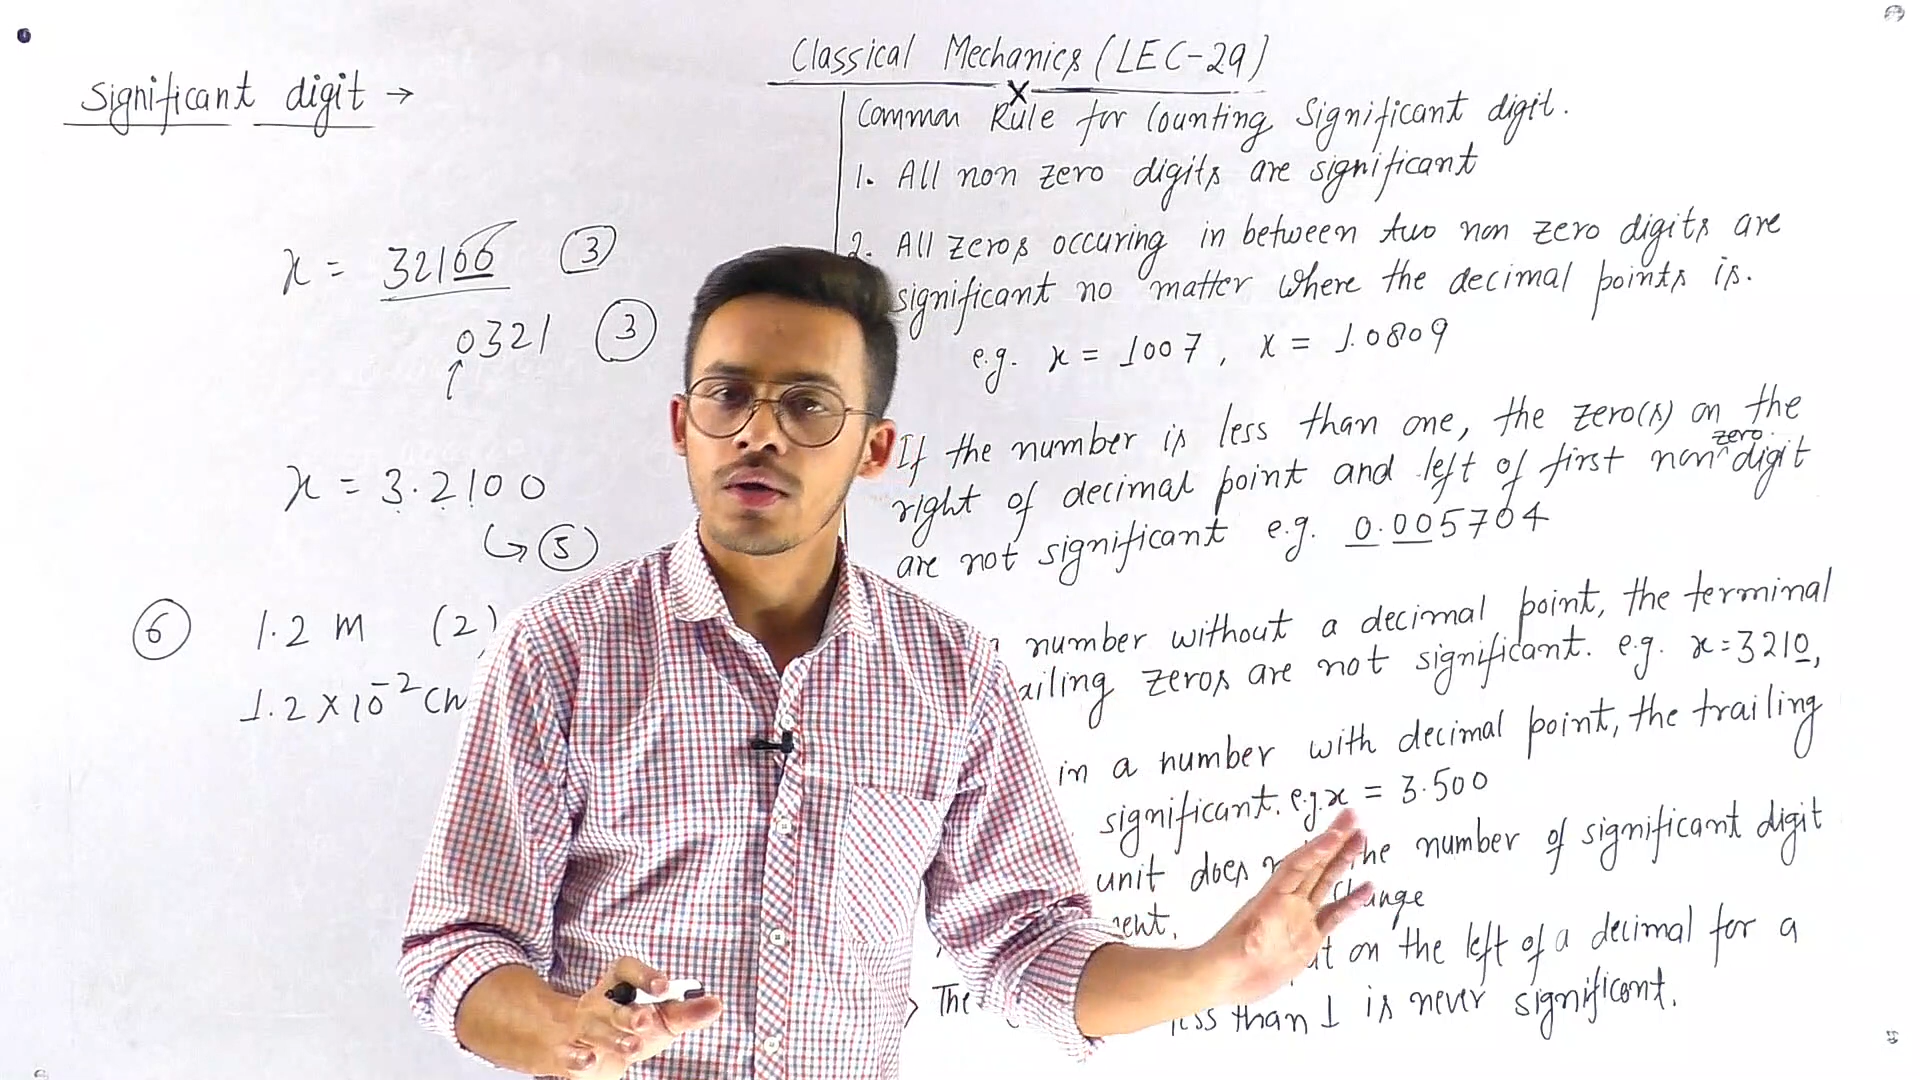 Classical Mechanics (LEC-29)
Significant digit →
x = 32100 (3)
0321 (3)
x = 3.2100
↳ (5)
(6) 1.2 m (2)
1.2 × 10⁻² cm
Common Rule for Counting Significant digit.
1. All non zero digits are significant
2. All zeros occuring in between two non zero digits are
significant no matter where the decimal points is.
e.g. x = 1007, x = 1.0809
If the number is less than one, the zero(s) on the
right of decimal point and left of first non zero digit
are not significant e.g. 0.005704
number without a decimal point, the terminal
zeros are not significant. e.g. x = 3210,
in a number with decimal point, the trailing
significant. e.g. x = 3.500
unit does the number of significant digit
change
on the left of a decimal for a
The less than 1 is never significant.